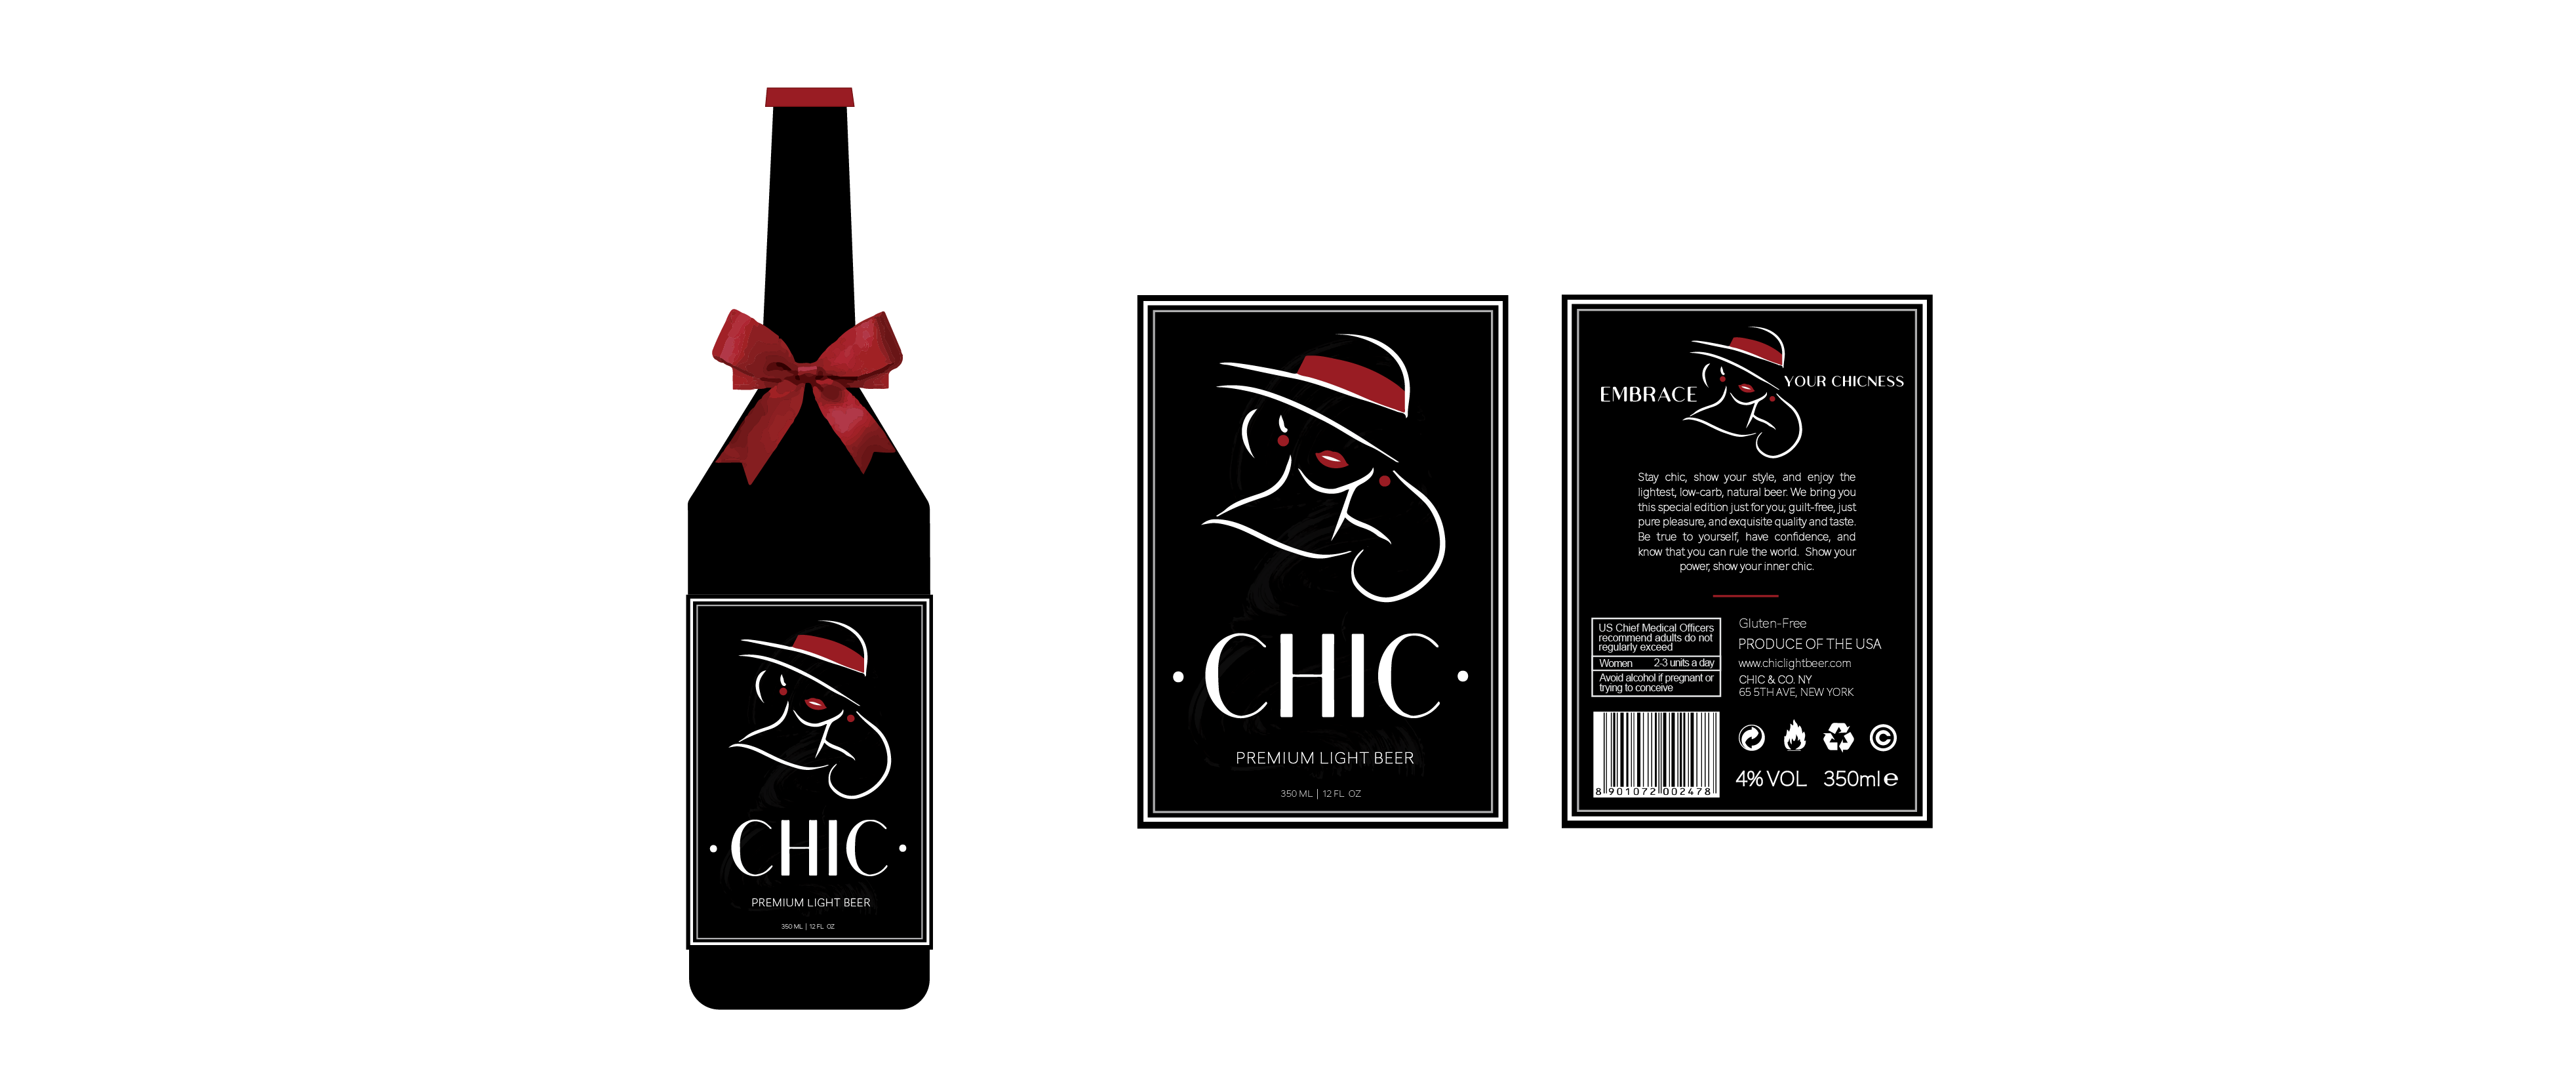 CHIC
PREMIUM LIGHT BEER
350 ML | 12 FL OZ
• CHIC •
PREMIUM LIGHT BEER
350 ML | 12 FL OZ
EMBRACE
YOUR CHICNESS
Stay chic, show your style, and enjoy the
lightest, low-carb, natural beer. We bring you
this special edition just for you; guilt-free, just
pure pleasure, and exquisite quality and taste.
Be true to yourself, have confidence, and
know that you can rule the world. Show your
power, show your inner chic.
US Chief Medical Officers
recommend adults do not
regularly exceed
Women 2-3 units a day
Avoid alcohol if pregnant or
trying to conceive
Gluten-Free
PRODUCE OF THE USA
www.chiclightbeer.com
CHIC & CO. NY
65 5TH AVE, NEW YORK
8 901072 002478
©
4% VOL 350ml e